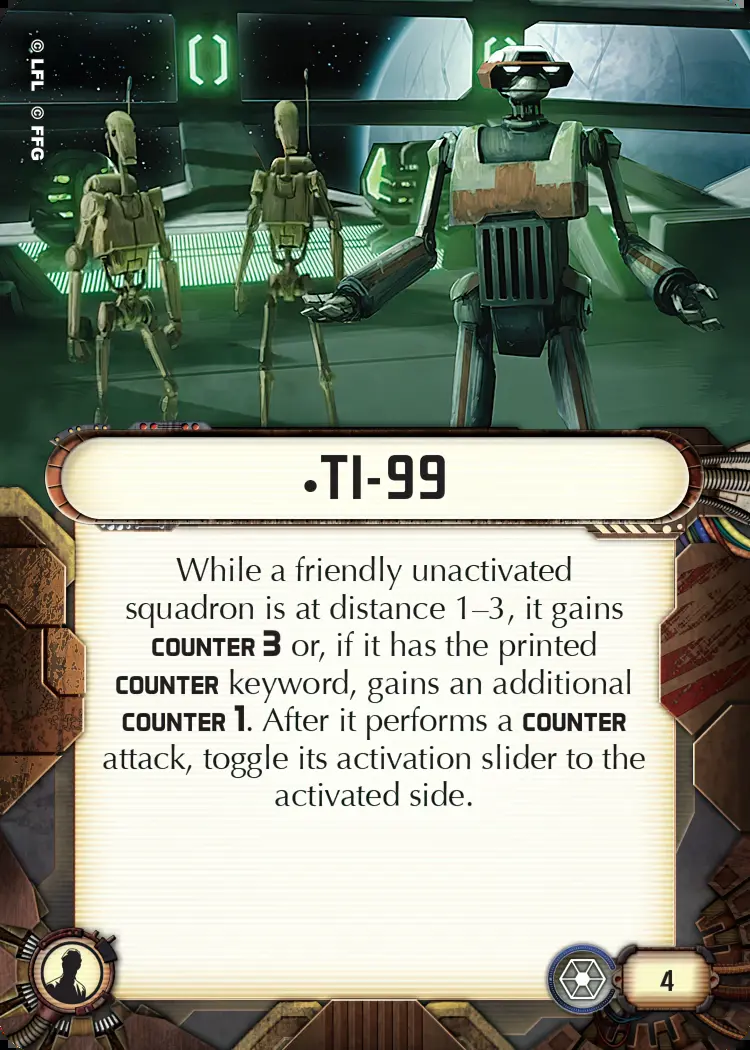 © LFL © FFG
•TI-99
While a friendly unactivated
squadron is at distance 1–3, it gains
COUNTER 3 or, if it has the printed
COUNTER keyword, gains an additional
COUNTER 1. After it performs a COUNTER
attack, toggle its activation slider to the
activated side.
4